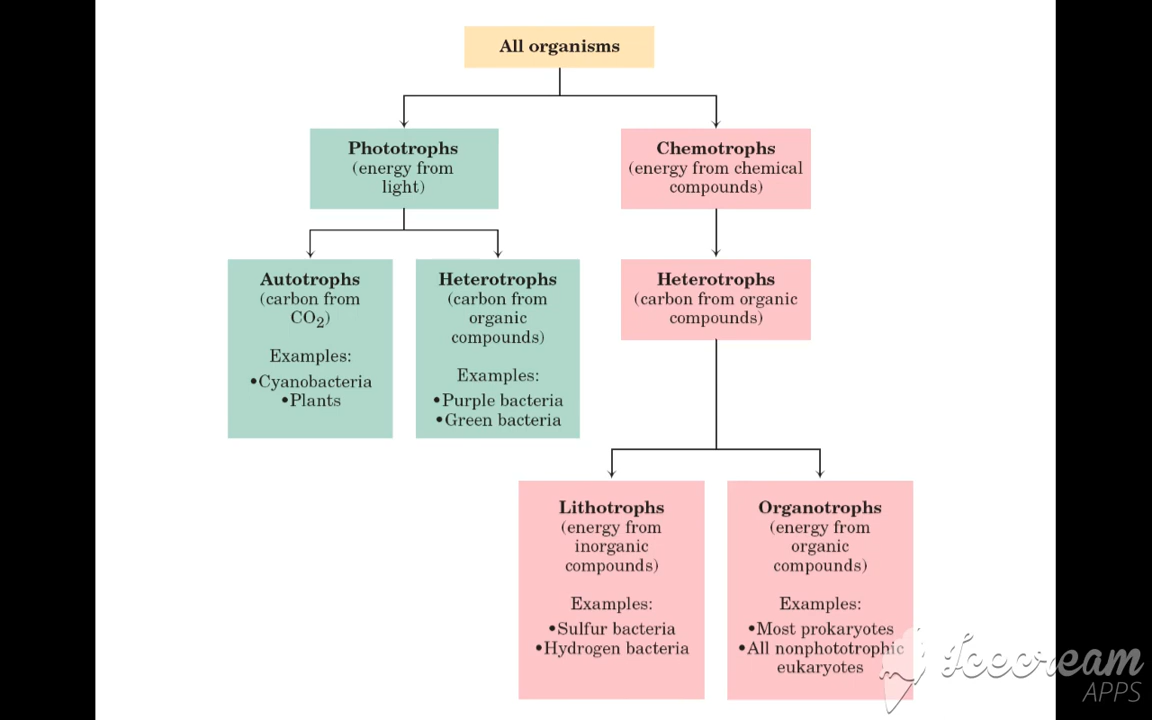 All organisms
Phototrophs
(energy from
light)
Chemotrophs
(energy from chemical
compounds)
Autotrophs
(carbon from
CO₂)
Examples:
•Cyanobacteria
•Plants
Heterotrophs
(carbon from
organic
compounds)
Examples:
•Purple bacteria
•Green bacteria
Heterotrophs
(carbon from organic
compounds)
Lithotrophs
(energy from
inorganic
compounds)
Examples:
•Sulfur bacteria
•Hydrogen bacteria
Organotrophs
(energy from
organic
compounds)
Examples:
•Most prokaryotes
•All nonphototrophic
eukaryotes
Icecream
APPS